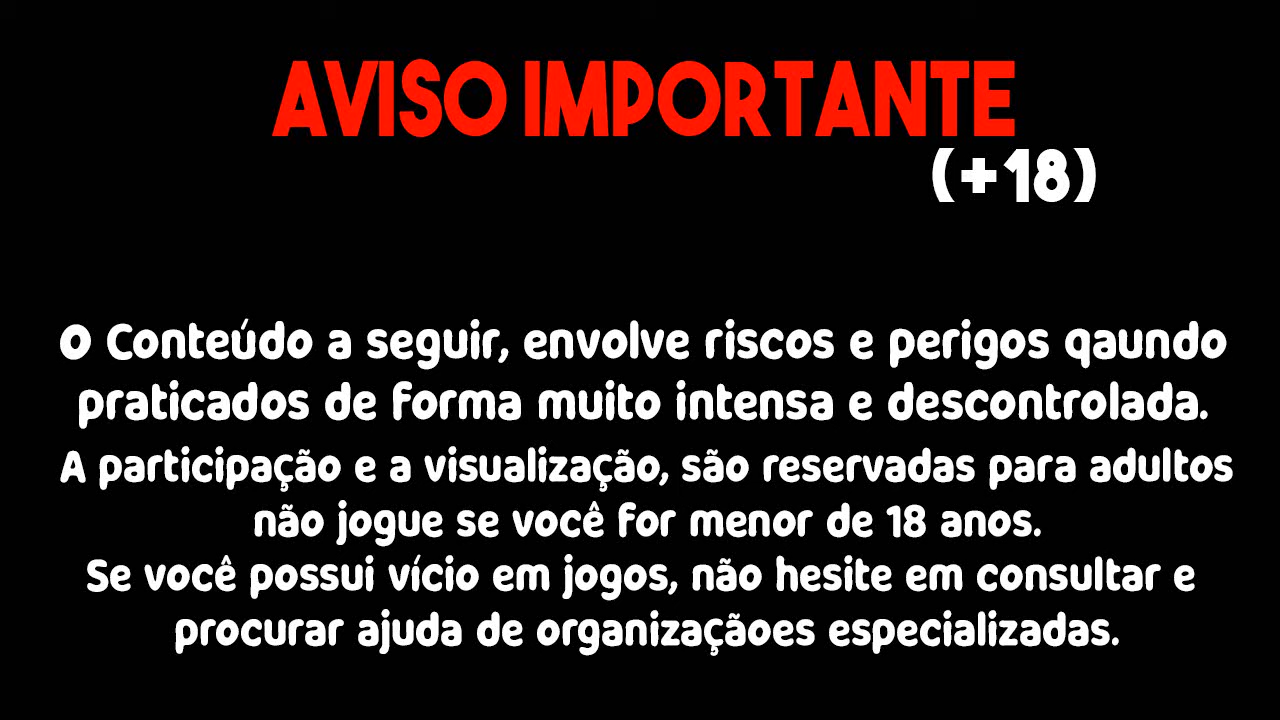 AVISO IMPORTANTE
(+18)
O Conteúdo a seguir, envolve riscos e perigos qaundo
praticados de forma muito intensa e descontrolada.
A participação e a visualização, são reservadas para adultos
não jogue se você for menor de 18 anos.
Se você possui vício em jogos, não hesite em consultar e
procurar ajuda de organizaçãoes especializadas.